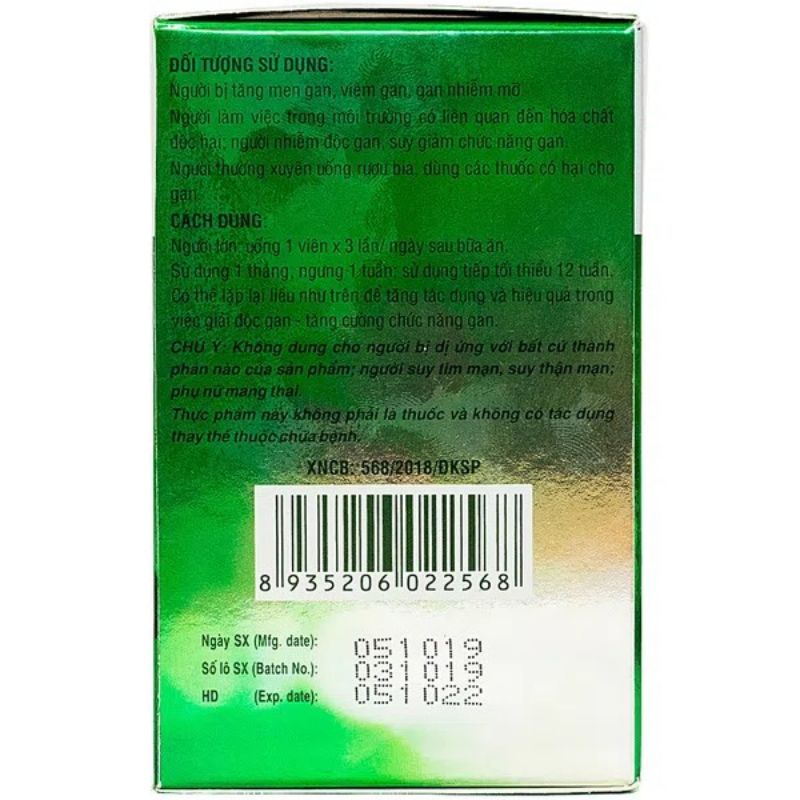 ĐỐI TƯỢNG SỬ DỤNG:
Người bị tăng men gan, viêm gan, gan nhiễm mỡ.
Người làm việc trong môi trường có liên quan đến hóa chất
độc hại; người nhiễm độc gan, suy giảm chức năng gan.
Người thường xuyên uống rượu bia, dùng các thuốc có hại cho
gan.
CÁCH DÙNG:
Người lớn: uống 1 viên x 3 lần/ ngày sau bữa ăn.
Sử dụng 1 tháng, ngưng 1 tuần; sử dụng tiếp tối thiểu 12 tuần.
Có thể lặp lại liều như trên để tăng tác dụng và hiệu quả trong
việc giải độc gan - tăng cường chức năng gan.
CHÚ Ý: Không dùng cho người bị dị ứng với bất cứ thành
phần nào của sản phẩm; người suy tim mạn, suy thận mạn;
phụ nữ mang thai.
Thực phẩm này không phải là thuốc và không có tác dụng
thay thế thuốc chữa bệnh.
XNCB: 568/2018/ĐKSP
8 935206 022568
Ngày SX (Mfg. date): 051019
Số lô SX (Batch No.): 031019
HD (Exp. date): 051022